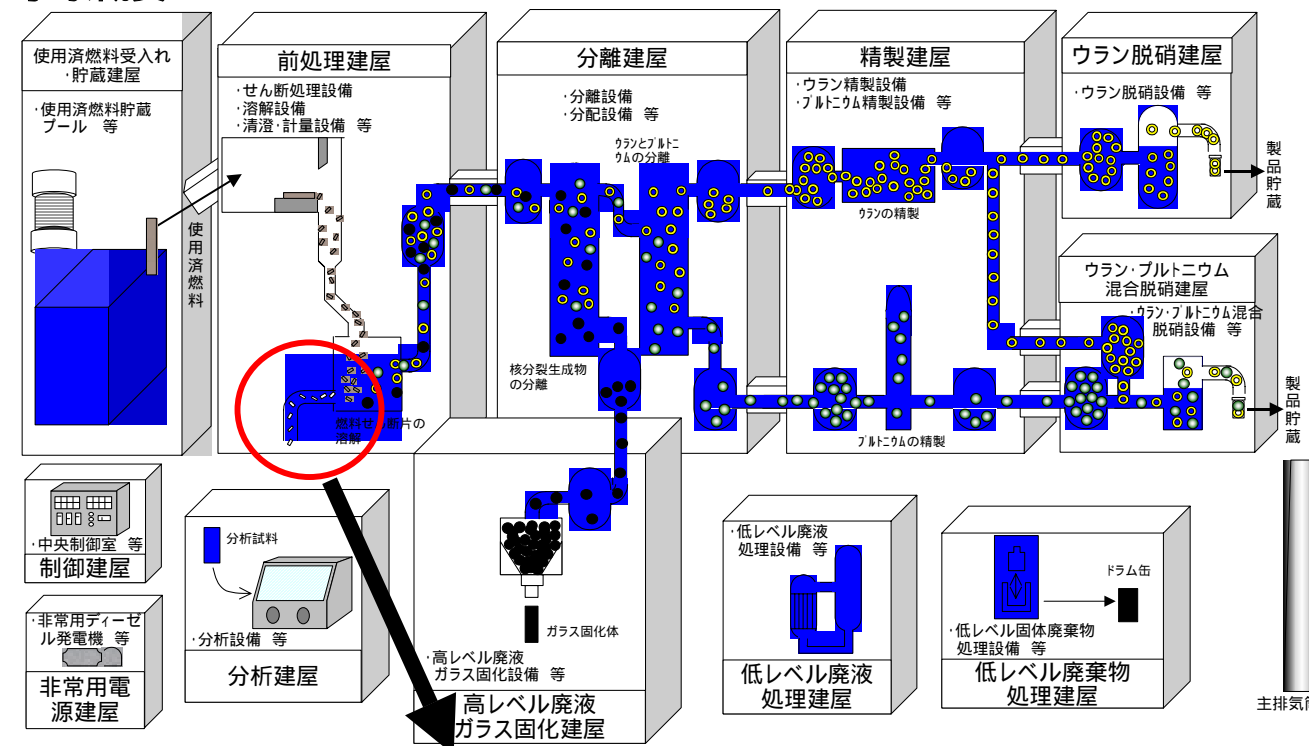 使用済燃料受入れ
・貯蔵建屋
・使用済燃料貯蔵
プール 等
使用済燃料
前処理建屋
・せん断処理設備
・溶解設備
・清澄・計量設備 等
燃料せん断片の
溶解
分離建屋
・分離設備
・分配設備 等
ウランとプルトニ
ウムの分離
核分裂生成物
の分離
精製建屋
・ウラン精製設備
・プルトニウム精製設備 等
ウランの精製
プルトニウムの精製
ウラン脱硝建屋
・ウラン脱硝設備 等
製品貯蔵
ウラン・プルトニウム
混合脱硝建屋
・ウラン・プルトニウム混合
脱硝設備 等
製品貯蔵
・中央制御室 等
制御建屋
・非常用ディーゼ
ル発電機 等
非常用電
源建屋
分析試料
・分析設備 等
分析建屋
ガラス固化体
・高レベル廃液
ガラス固化設備 等
高レベル廃液
ガラス固化建屋
・低レベル廃液
処理設備 等
低レベル廃液
処理建屋
ドラム缶
・低レベル固体廃棄物
処理設備 等
低レベル廃棄物
処理建屋
主排気筒